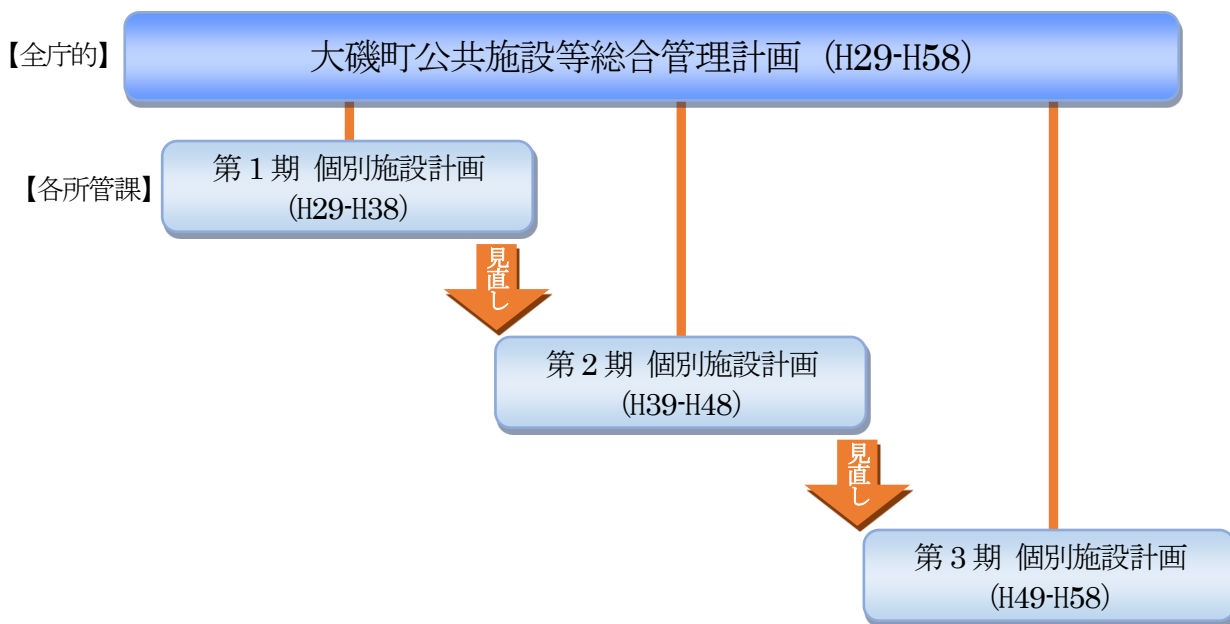 【全庁的】
大磯町公共施設等総合管理計画 (H29-H58)
【各所管課】
第1期 個別施設計画
(H29-H38)
見直し
第2期 個別施設計画
(H39-H48)
見直し
第3期 個別施設計画
(H49-H58)